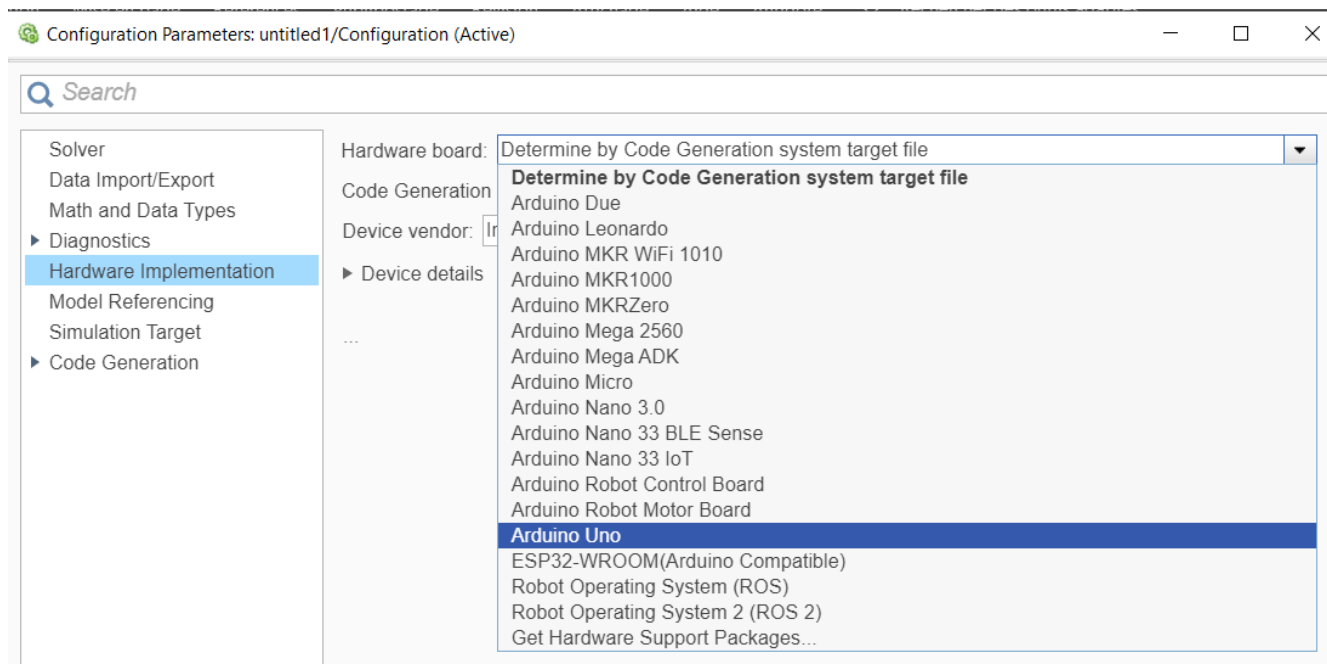 Configuration Parameters: untitled1/Configuration (Active)
Search
Solver
Data Import/Export
Math and Data Types
Diagnostics
Hardware Implementation
Model Referencing
Simulation Target
Code Generation
Hardware board: Determine by Code Generation system target file
Code Generation
Device vendor:
Device details
...
Determine by Code Generation system target file
Arduino Due
Arduino Leonardo
Arduino MKR WiFi 1010
Arduino MKR1000
Arduino MKRZero
Arduino Mega 2560
Arduino Mega ADK
Arduino Micro
Arduino Nano 3.0
Arduino Nano 33 BLE Sense
Arduino Nano 33 IoT
Arduino Robot Control Board
Arduino Robot Motor Board
Arduino Uno
ESP32-WROOM(Arduino Compatible)
Robot Operating System (ROS)
Robot Operating System 2 (ROS 2)
Get Hardware Support Packages...